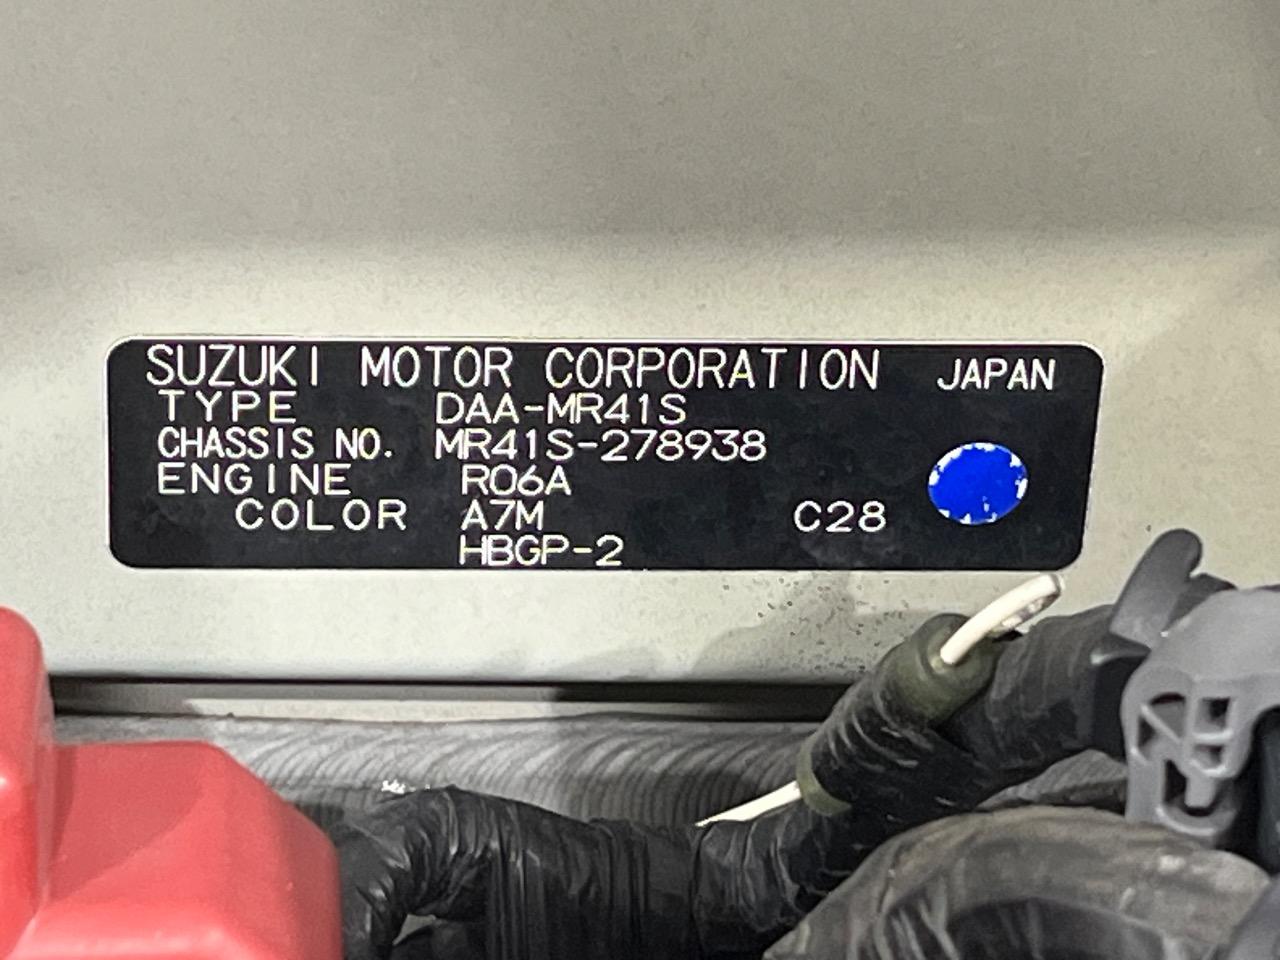 SUZUKI MOTOR CORPORATION JAPAN
TYPE DAA-MR41S
CHASSIS NO. MR41S-278938
ENGINE R06A
COLOR A7M C28
HBGP-2